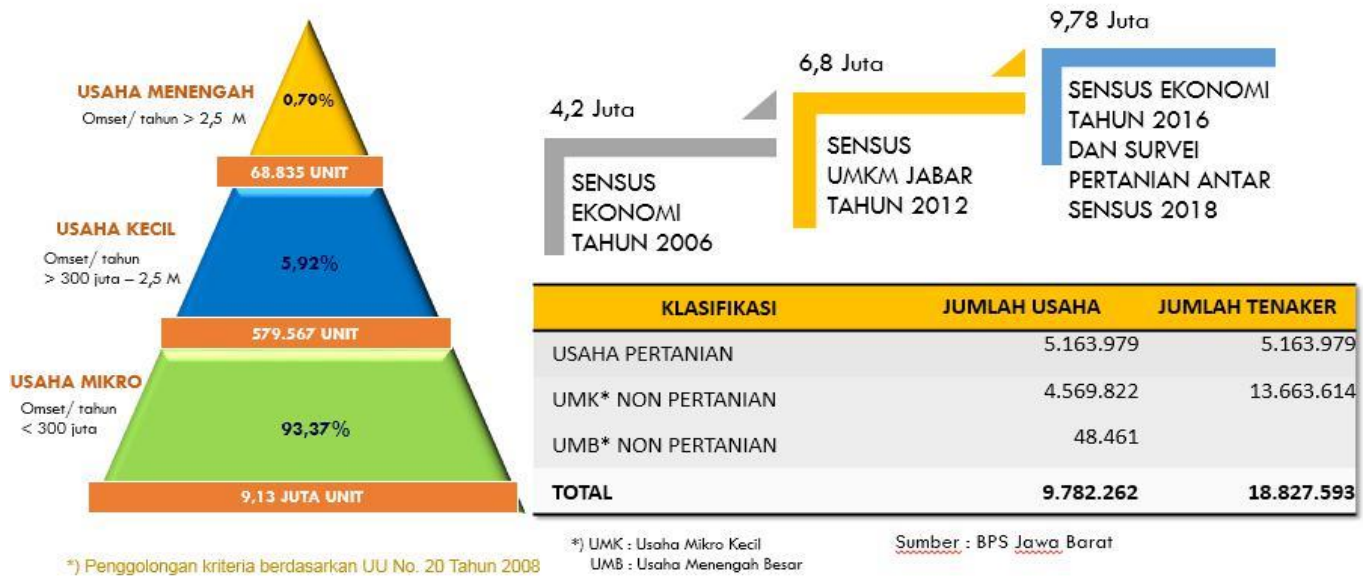 USAHA MENENGAH
Omset/ tahun > 2,5 M
0,70%
68.835 UNIT
USAHA KECIL
Omset/ tahun
> 300 juta – 2,5 M
5,92%
579.567 UNIT
USAHA MIKRO
Omset/ tahun
< 300 juta
93,37%
9,13 JUTA UNIT
*) Penggolongan kriteria berdasarkan UU No. 20 Tahun 2008
4,2 Juta
SENSUS
EKONOMI
TAHUN 2006
6,8 Juta
SENSUS
UMKM JABAR
TAHUN 2012
9,78 Juta
SENSUS EKONOMI
TAHUN 2016
DAN SURVEI
PERTANIAN ANTAR
SENSUS 2018
KLASIFIKASI JUMLAH USAHA JUMLAH TENAKER
USAHA PERTANIAN 5.163.979 5.163.979
UMK* NON PERTANIAN 4.569.822 13.663.614
UMB* NON PERTANIAN 48.461
TOTAL 9.782.262 18.827.593
*) UMK : Usaha Mikro Kecil
UMB : Usaha Menengah Besar
Sumber : BPS Jawa Barat